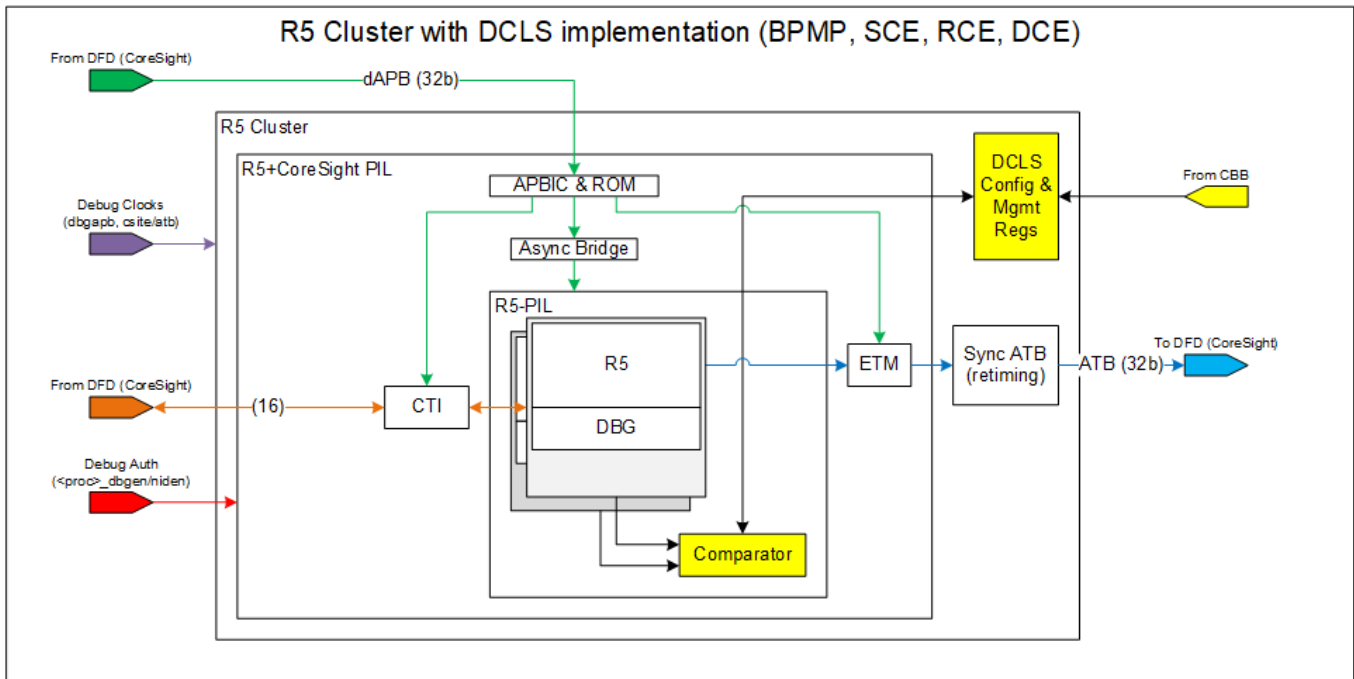 R5 Cluster with DCLS implementation (BPMP, SCE, RCE, DCE)
From DFD (CoreSight)
dAPB (32b)
R5 Cluster
R5+CoreSight PIL
APBIC & ROM
DCLS
Config &
Mgmt
Regs
From CBB
Debug Clocks
(dbgapb, csite/atb)
Async Bridge
R5-PIL
R5
ETM
Sync ATB
(retiming)
ATB (32b)
To DFD (CoreSight)
From DFD (CoreSight)
(16)
CTI
DBG
Debug Auth
(<proc>_dbgen/niden)
Comparator